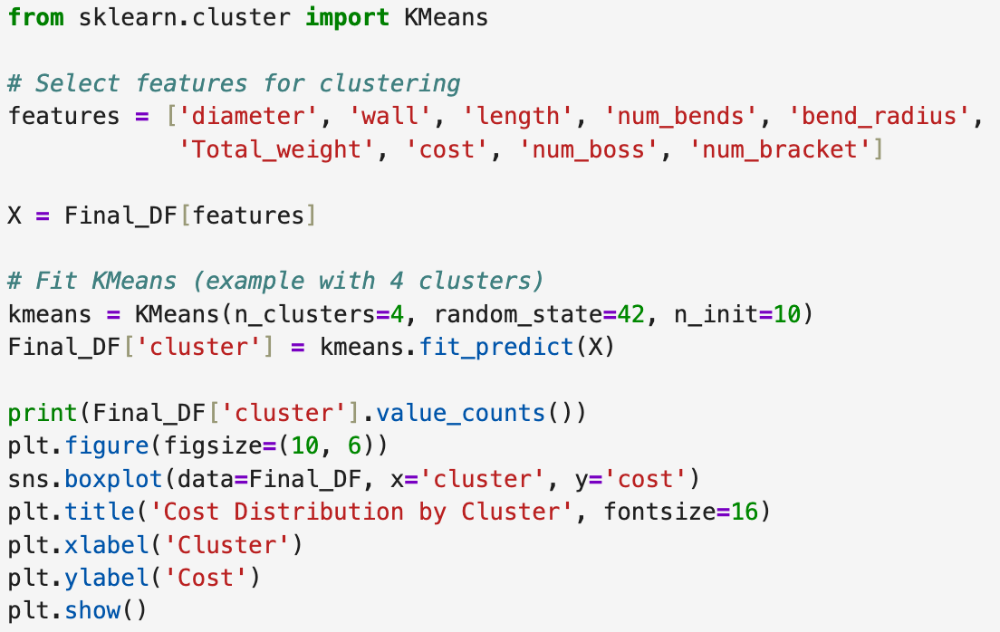 from sklearn.cluster import KMeans
# Select features for clustering
features = ['diameter', 'wall', 'length', 'num_bends', 'bend_radius',
            'Total_weight', 'cost', 'num_boss', 'num_bracket']
X = Final_DF[features]
# Fit KMeans (example with 4 clusters)
kmeans = KMeans(n_clusters=4, random_state=42, n_init=10)
Final_DF['cluster'] = kmeans.fit_predict(X)
print(Final_DF['cluster'].value_counts())
plt.figure(figsize=(10, 6))
sns.boxplot(data=Final_DF, x='cluster', y='cost')
plt.title('Cost Distribution by Cluster', fontsize=16)
plt.xlabel('Cluster')
plt.ylabel('Cost')
plt.show()